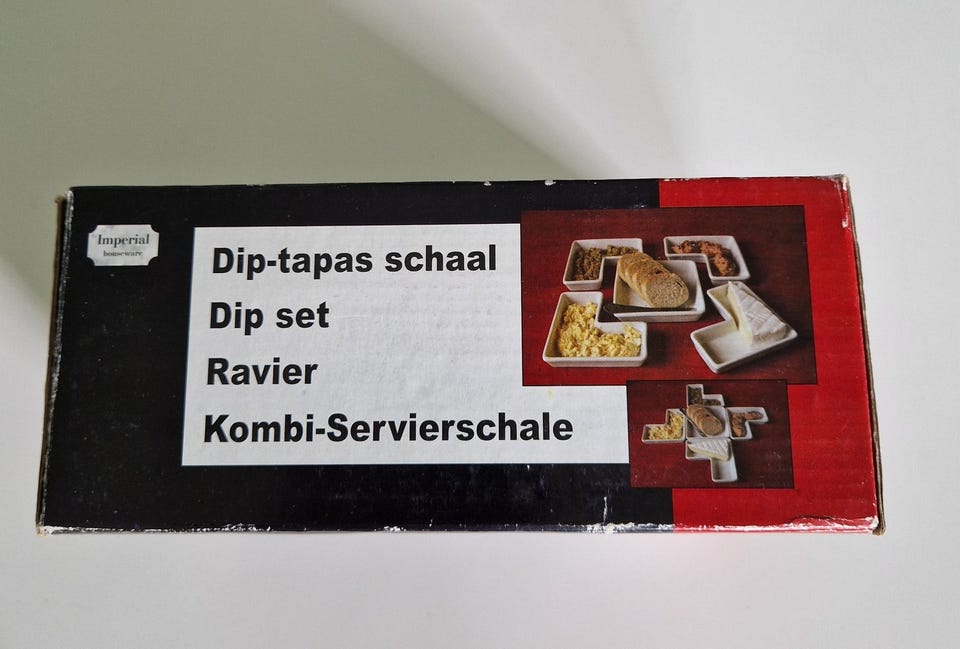 Imperial
houseware
Dip-tapas schaal
Dip set
Ravier
Kombi-Servierschale